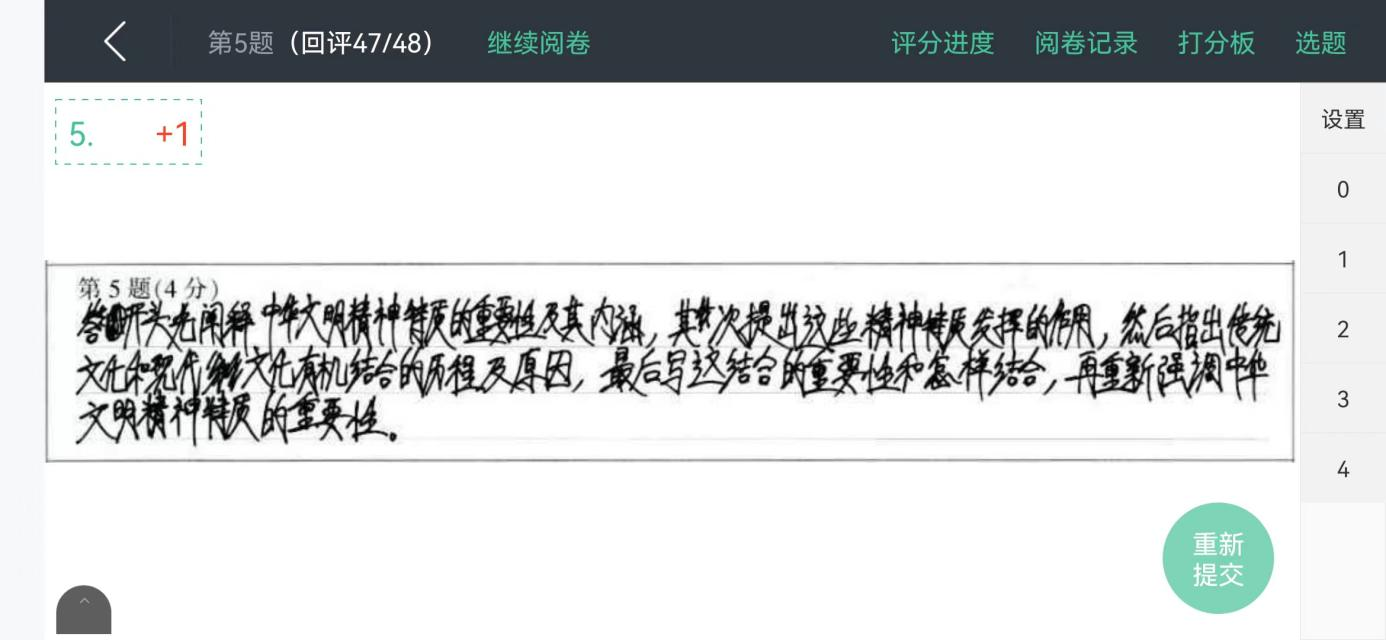 第5题（回评47/48） 继续阅卷 评分进度 阅卷记录 打分板 选题
5. +1
设置
0
1
2
3
4
第 5 题(4 分)
答开头先阐释中华文明精神特质的重要性及其内涵，其次提出这些精神特质发挥的作用，然后指出传统
文化和现代文化有机结合的历程及原因，最后写这结合的重要性和怎样结合，再重新强调中华
文明精神特质的重要性。
重新
提交